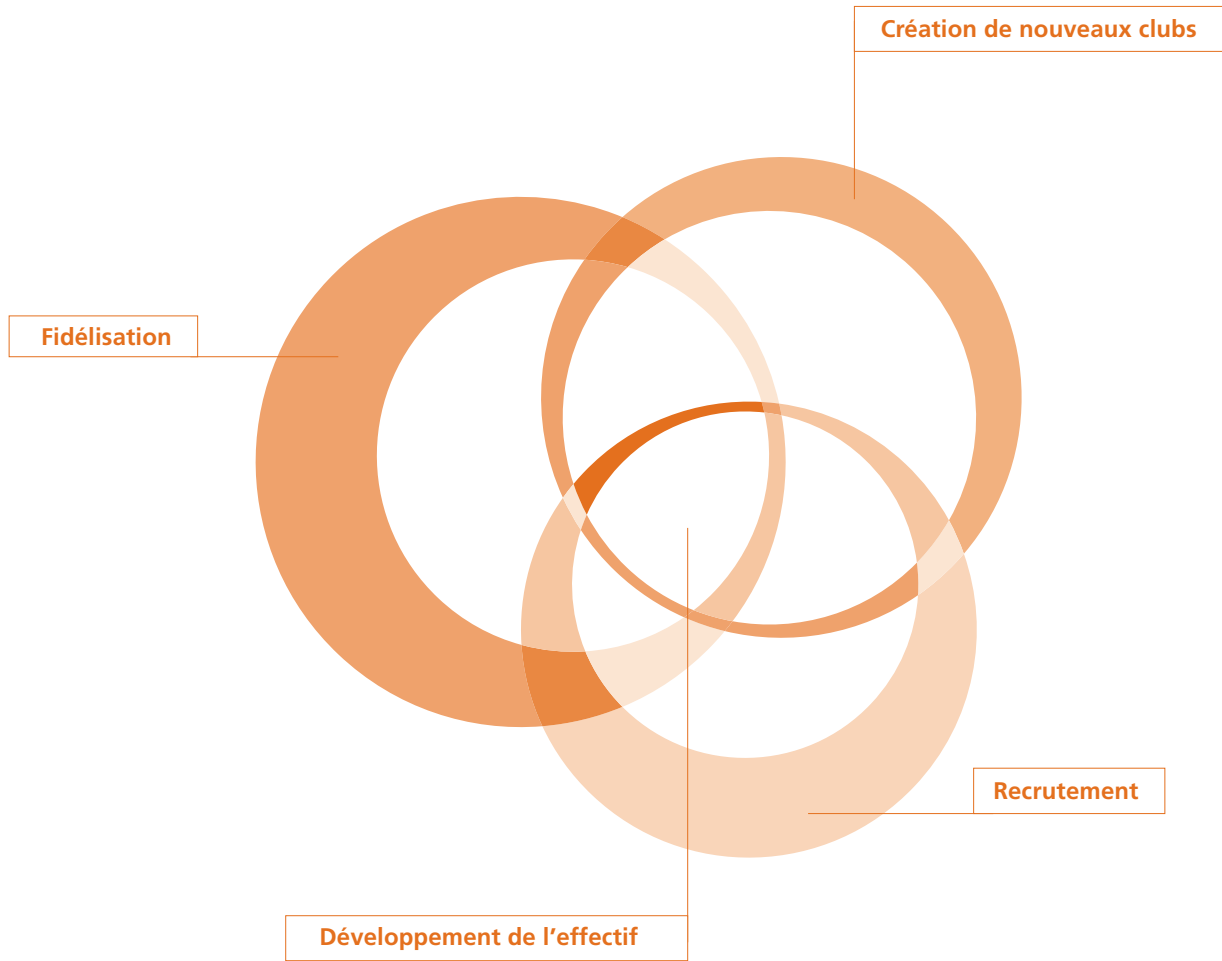 Création de nouveaux clubs
Fidélisation
Recrutement
Développement de l'effectif